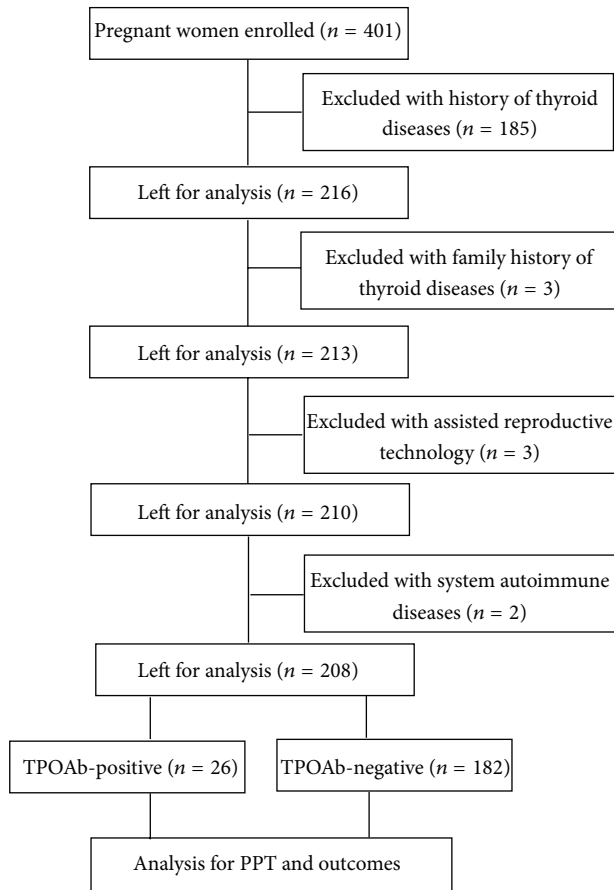 Pregnant women enrolled (n = 401)
Excluded with history of thyroid
diseases (n = 185)
Left for analysis (n = 216)
Excluded with family history of
thyroid diseases (n = 3)
Left for analysis (n = 213)
Excluded with assisted reproductive
technology (n = 3)
Left for analysis (n = 210)
Excluded with system autoimmune
diseases (n = 2)
Left for analysis (n = 208)
TPOAb-positive (n = 26)
TPOAb-negative (n = 182)
Analysis for PPT and outcomes